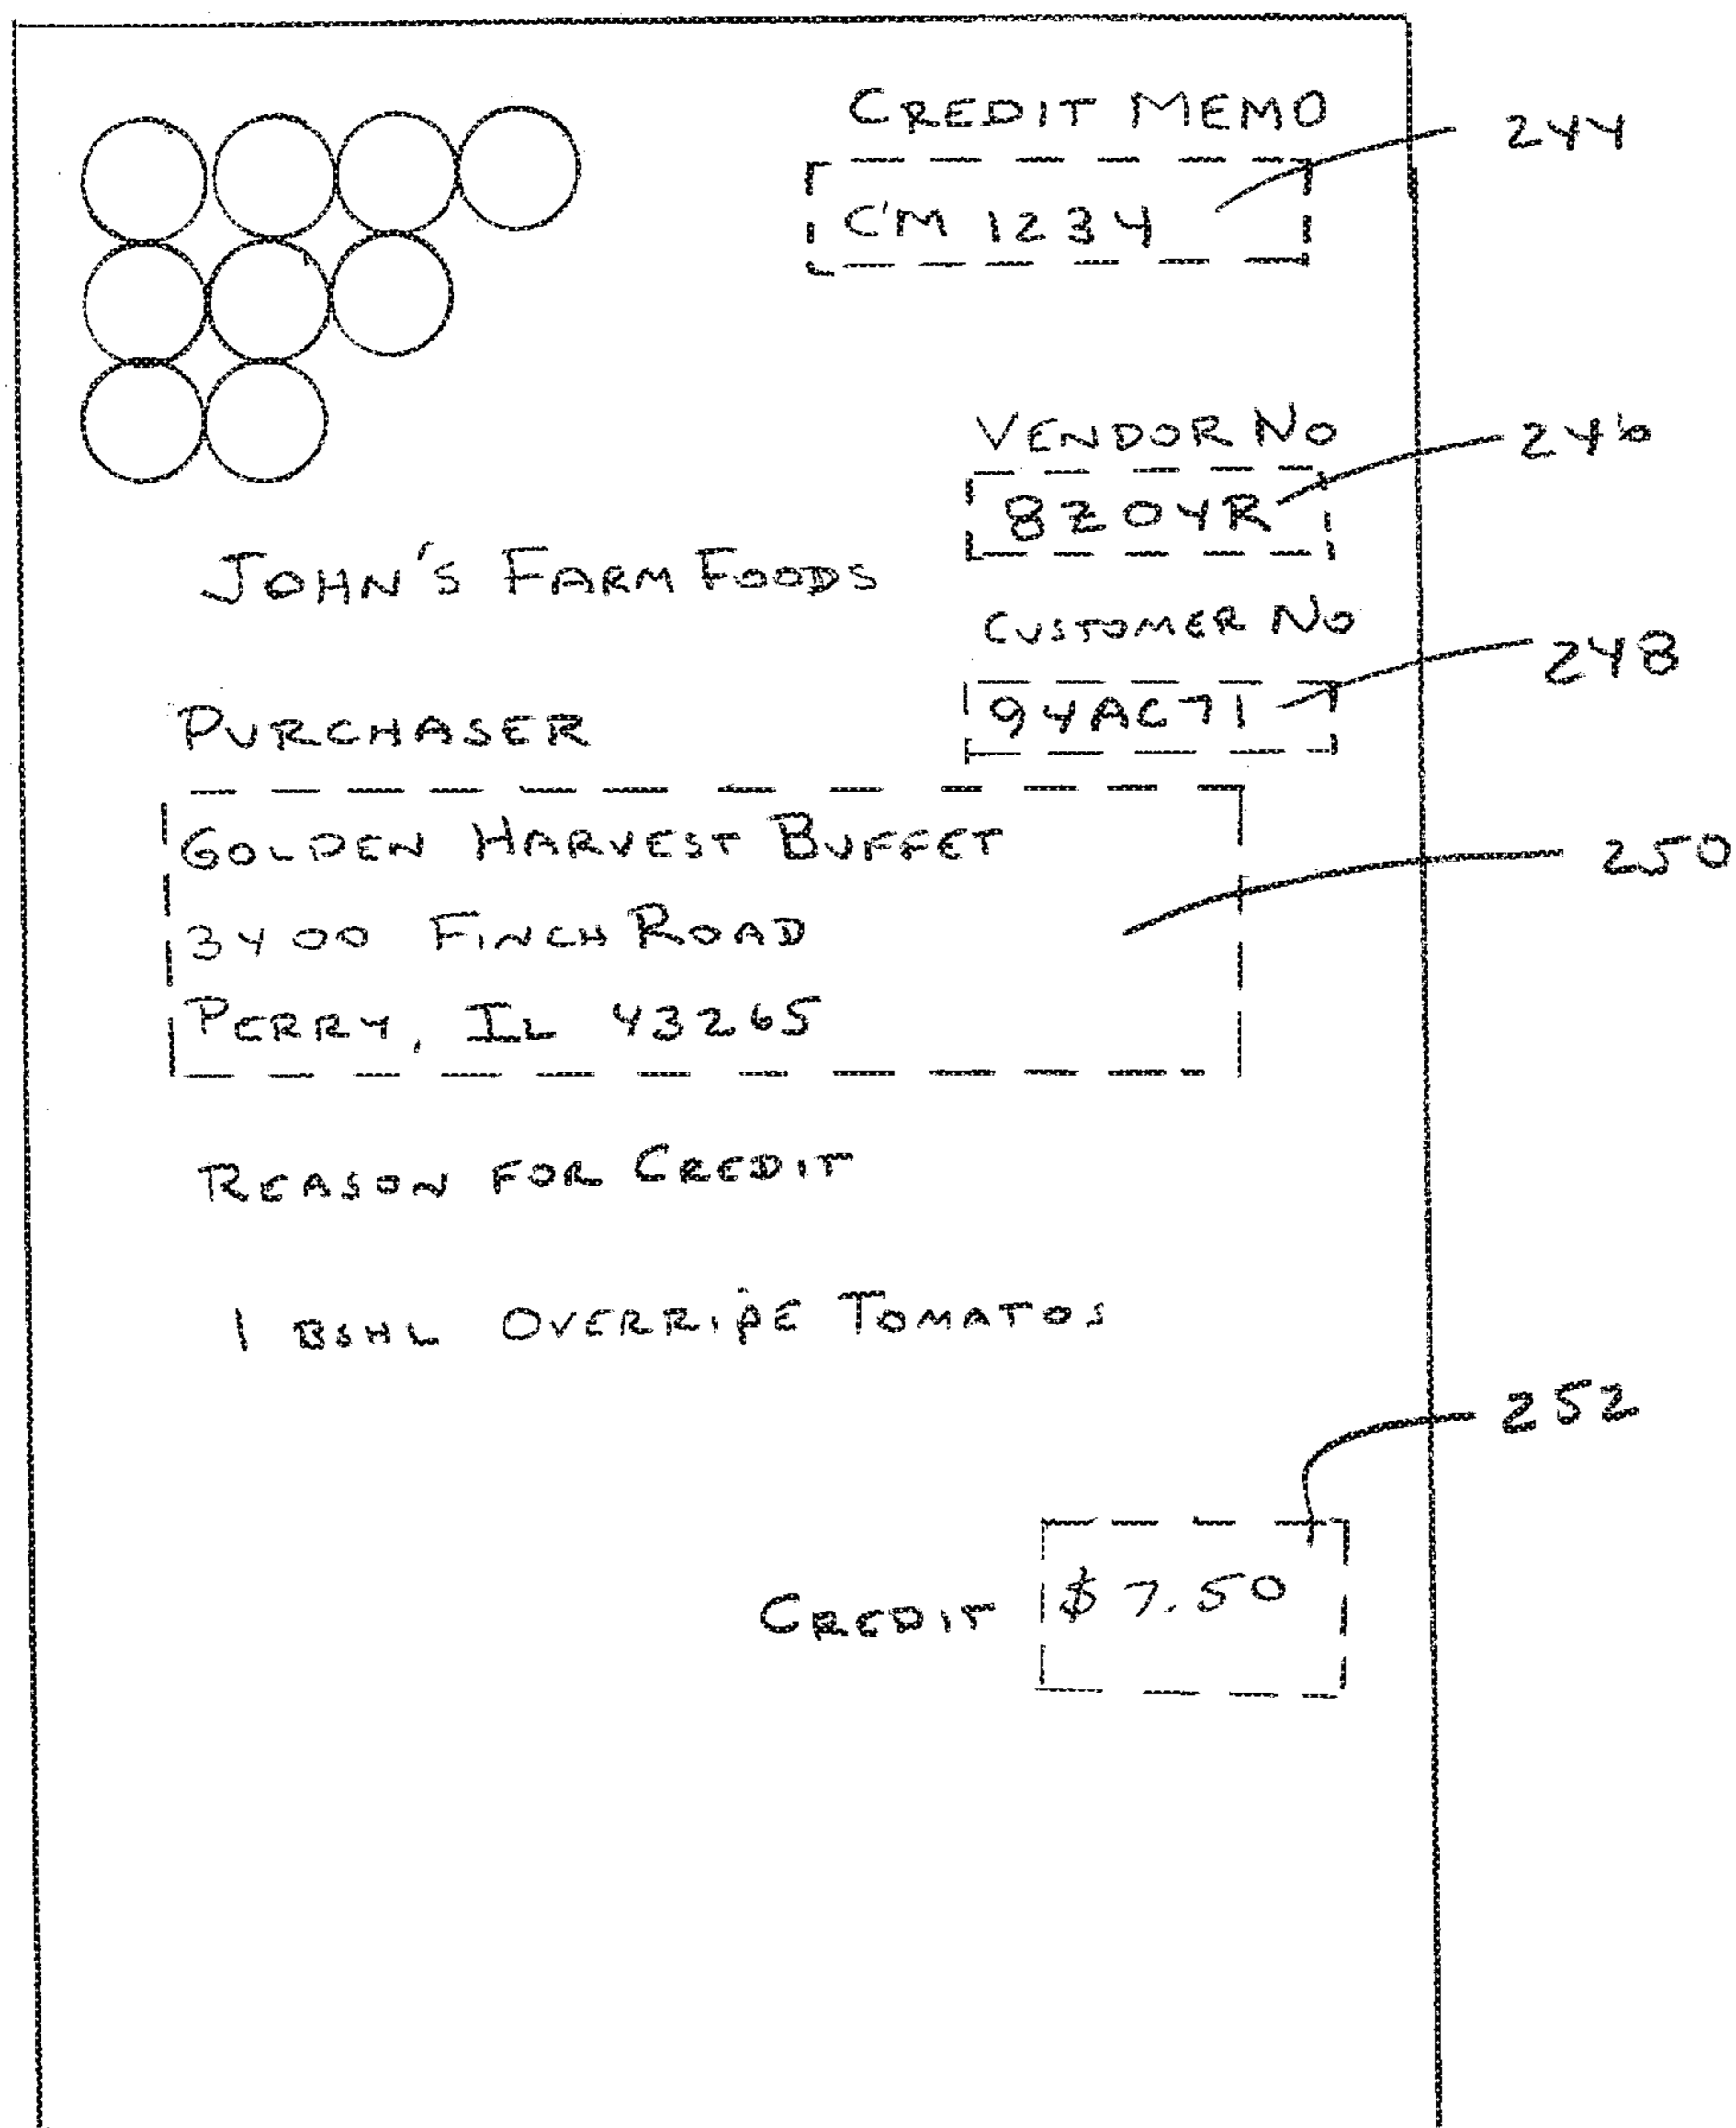 CREDIT MEMO
CM 1234
244
VENDOR NO
8Z04R
246
JOHN'S FARM FOODS
CUSTOMER NO
94AC71
248
PURCHASER
GOLDEN HARVEST BUFFET
3400 FINCH ROAD
PERRY, IL 43265
250
REASON FOR CREDIT
1 BSHL OVERRIPE TOMATOS
252
CREDIT $7.50